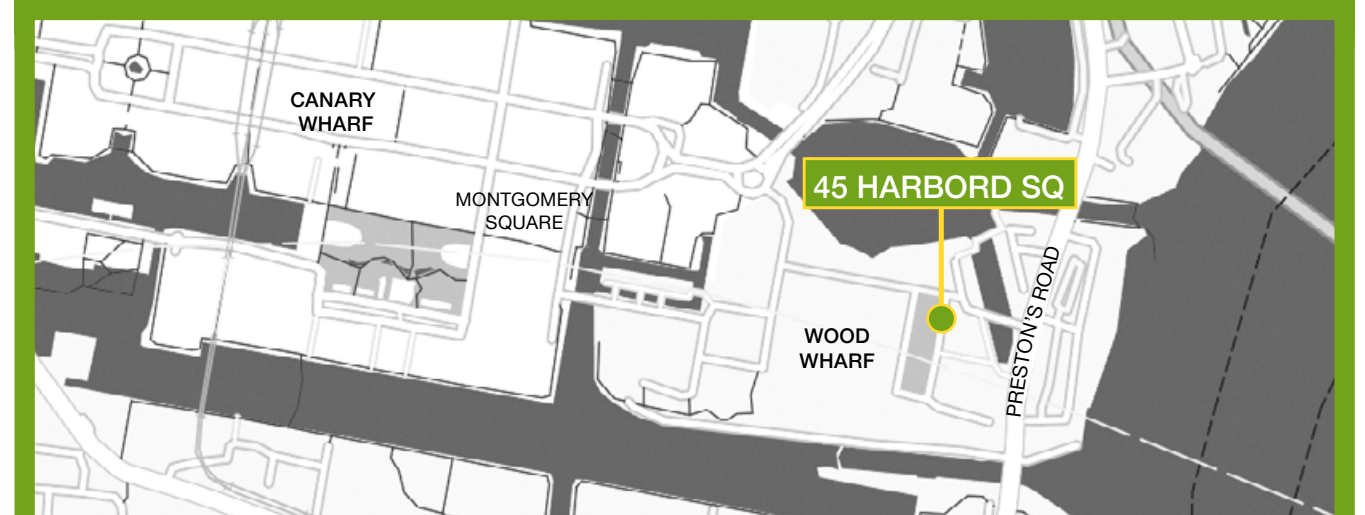 CANARY
WHARF
45 HARBORD SQ
MONTGOMERY
SQUARE
PRESTON'S ROAD
WOOD
WHARF